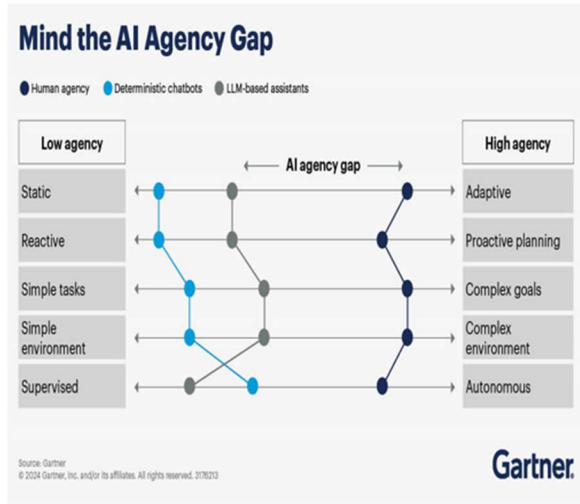 Mind the AI Agency Gap
Human agency Deterministic chatbots LLM-based assistants
Low agency
High agency
AI agency gap
Static
Adaptive
Reactive
Proactive planning
Simple tasks
Complex goals
Simple
environment
Complex
environment
Supervised
Autonomous
Source: Gartner
© 2024 Gartner, Inc. and/or its affiliates. All rights reserved. 3176213
Gartner.